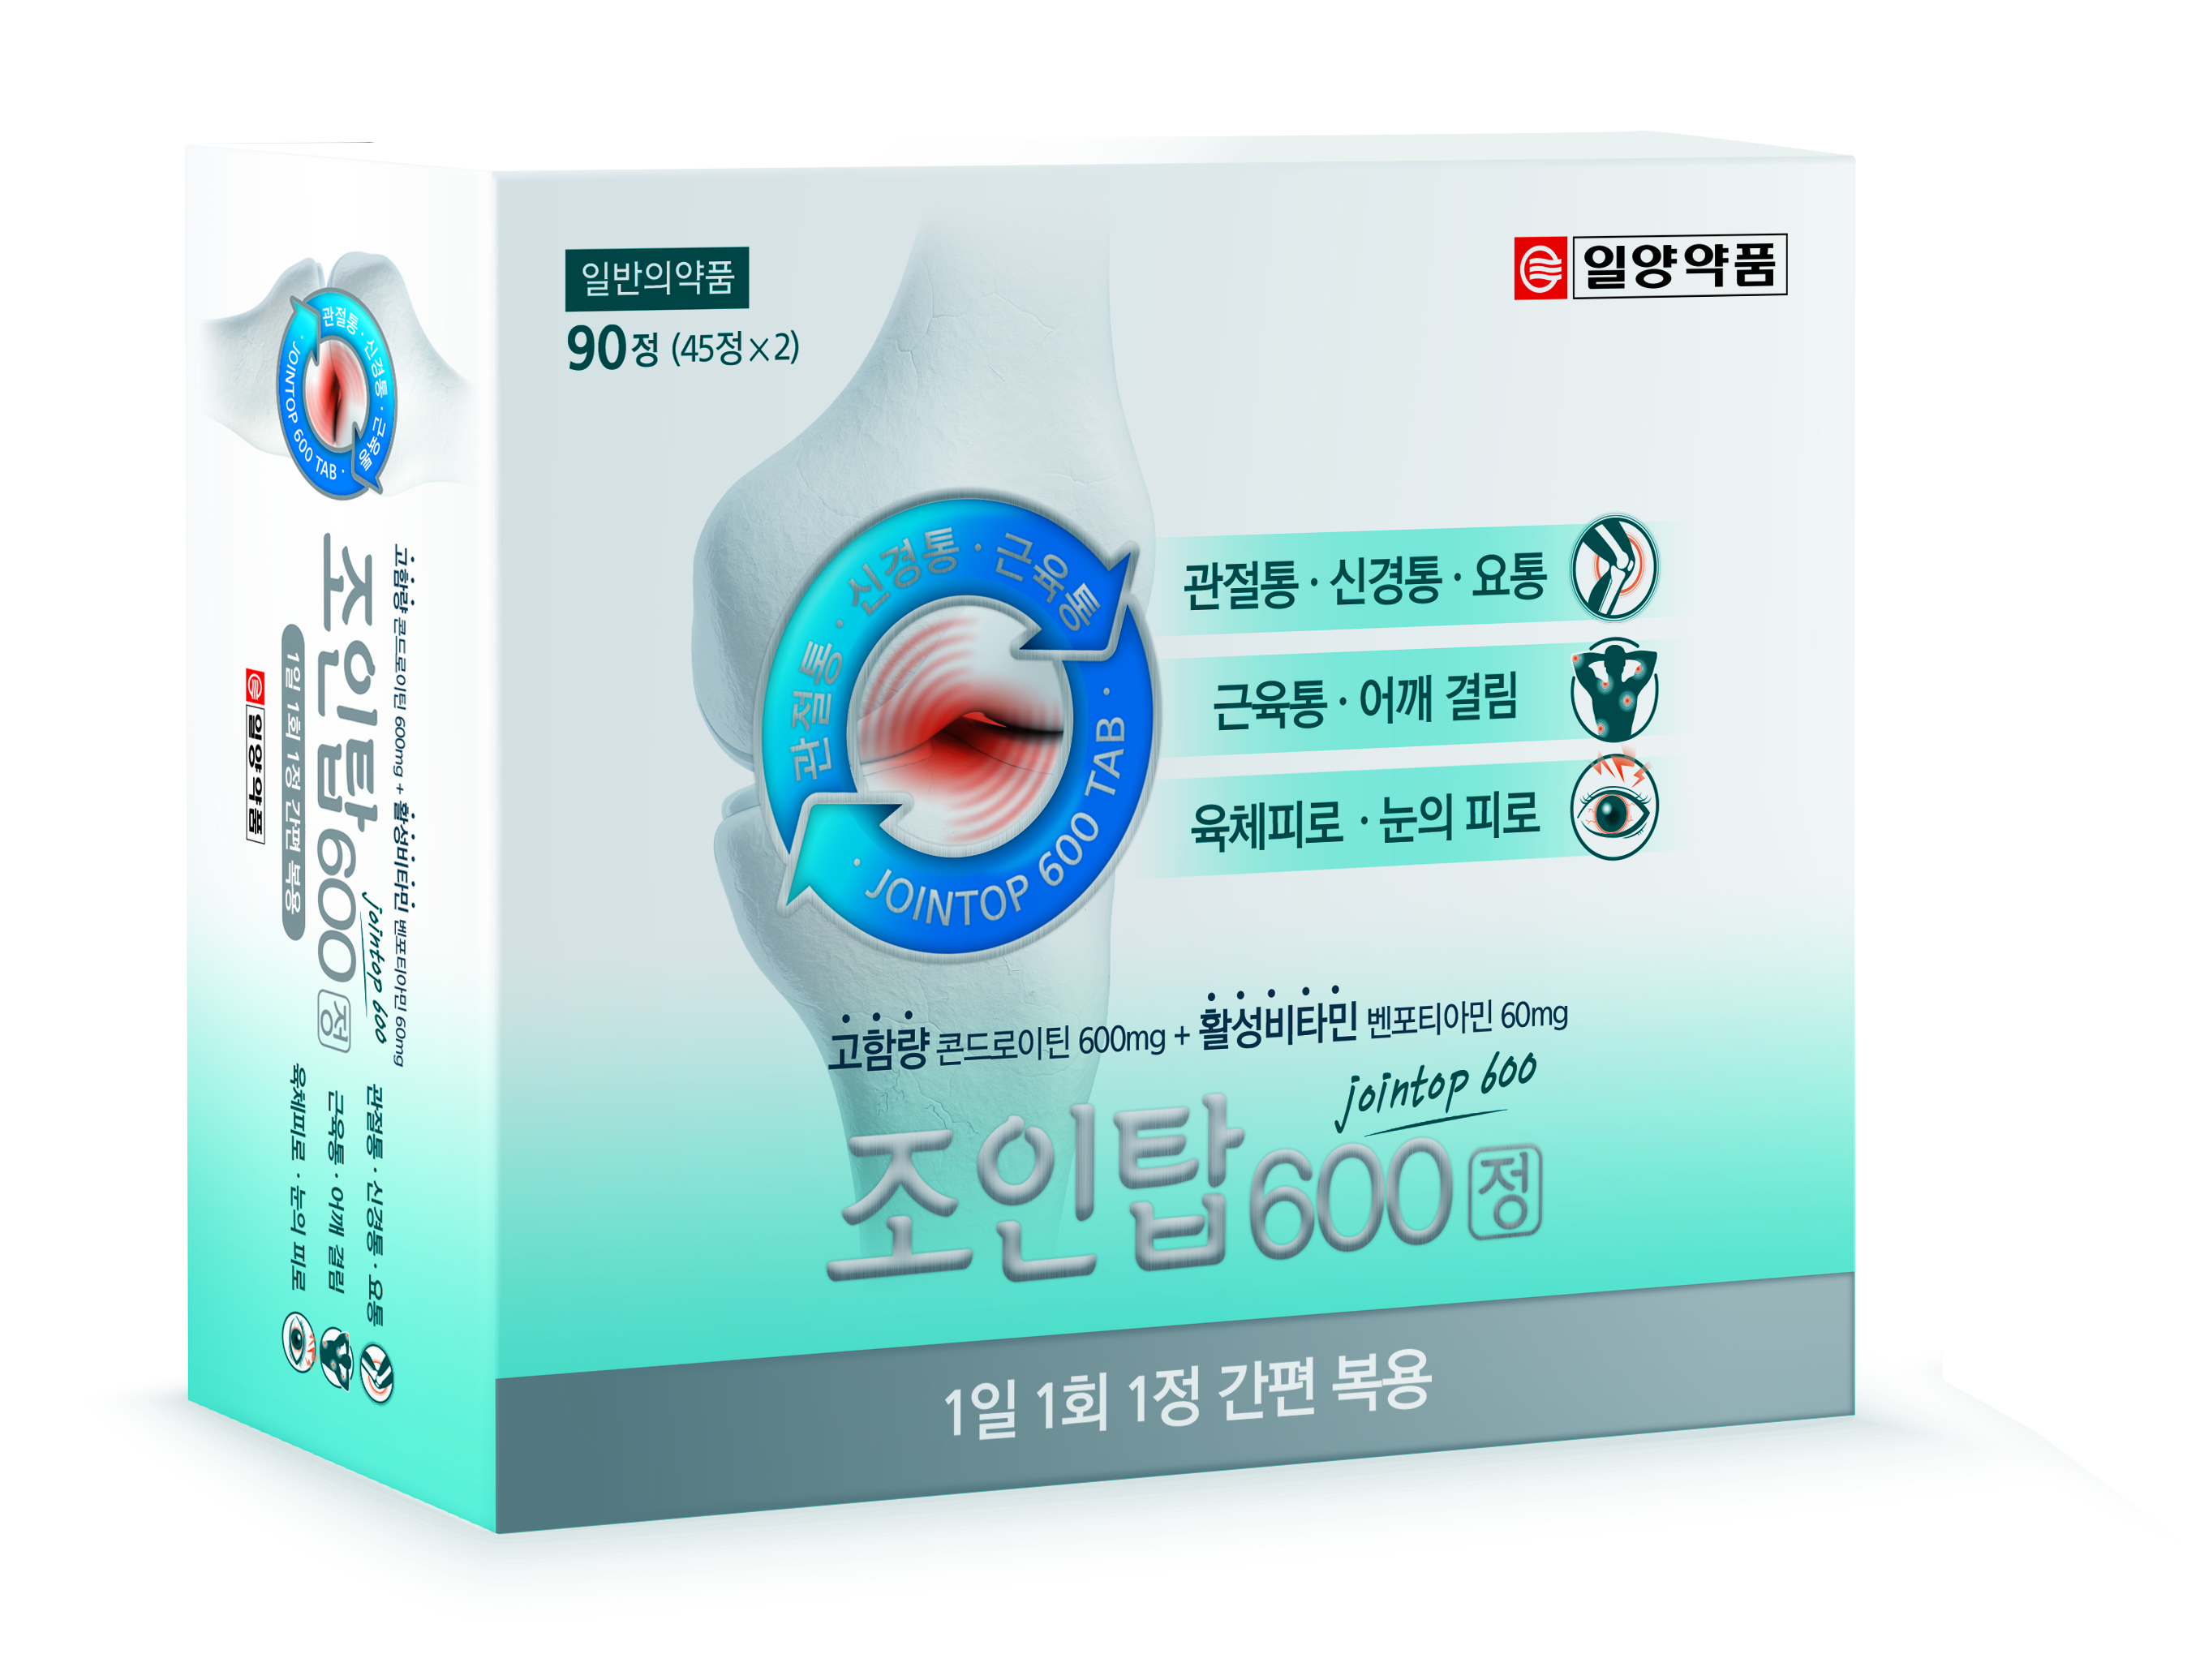 일반의약품
90정 (45정×2)
일양약품
관절통 · 신경통 · 근육통
· JOINTOP 600 TAB ·
관절통 · 신경통 · 요통
근육통 · 어깨 결림
육체피로 · 눈의 피로
고함량 콘드로이틴 600mg + 활성비타민 벤포티아민 60mg
jointop 600
조인탑600정
1일 1회 1정 간편 복용
관절통 · 신경통 · 근육통
· JOINTOP 600 TAB ·
고함량 콘드로이틴 600mg + 활성비타민 벤포티아민 60mg
jointop 600
조인탑600정
1일 1회 1정 간편 복용
일양약품
관절통 · 신경통 · 요통
근육통 · 어깨 결림
육체피로 · 눈의 피로